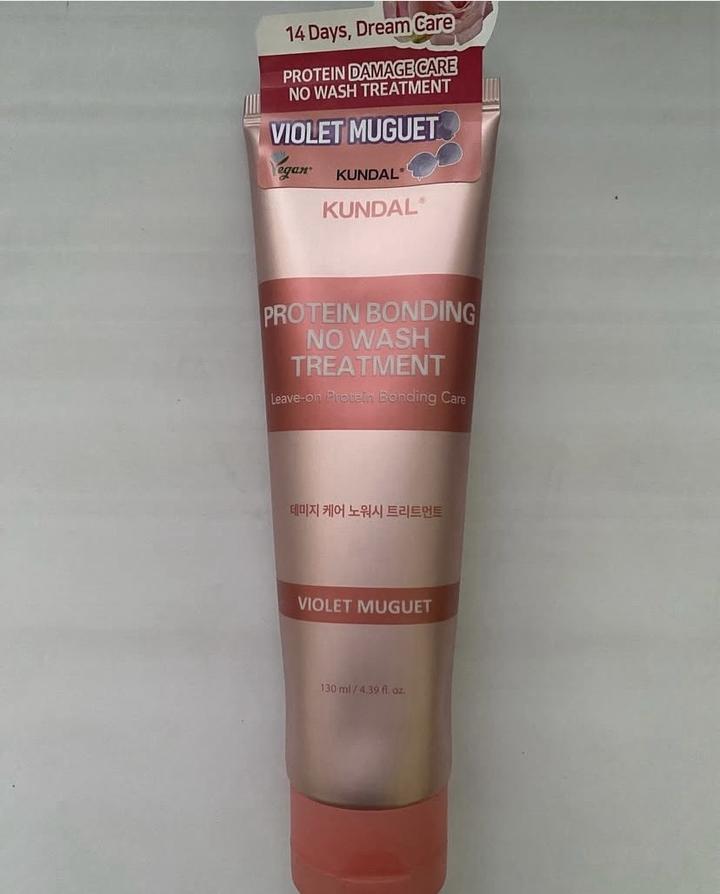 14 Days, Dream Care
PROTEIN DAMAGE CARE
NO WASH TREATMENT
VIOLET MUGUET
Vegan
KUNDAL®
KUNDAL®
PROTEIN BONDING
NO WASH
TREATMENT
Leave-on Protein Bonding Care
데미지 케어 노워시 트리트먼트
VIOLET MUGUET
130 ml / 4.39 fl. oz.